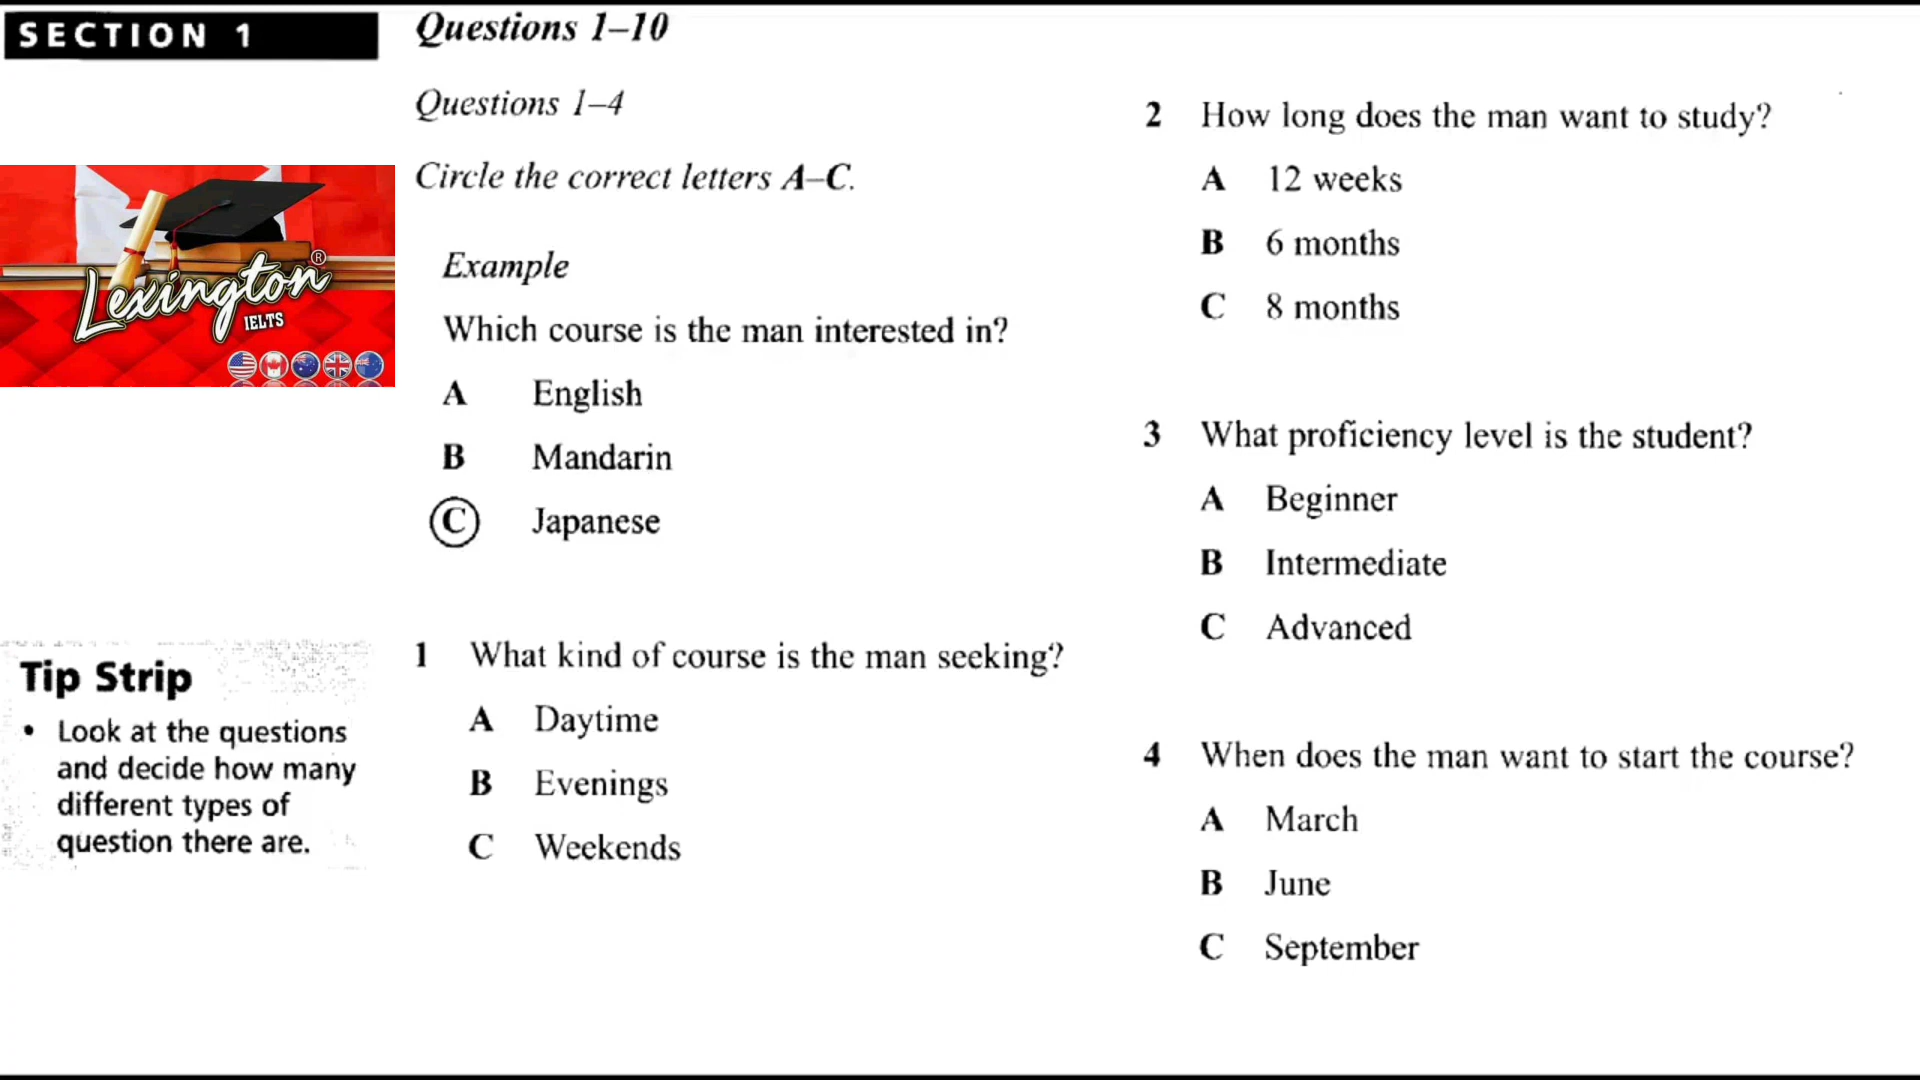 SECTION 1
Questions 1–10
Questions 1–4
Circle the correct letters A–C.
Example
Which course is the man interested in?
A English
B Mandarin
C Japanese
1 What kind of course is the man seeking?
A Daytime
B Evenings
C Weekends
2 How long does the man want to study?
A 12 weeks
B 6 months
C 8 months
3 What proficiency level is the student?
A Beginner
B Intermediate
C Advanced
4 When does the man want to start the course?
A March
B June
C September
Lexington®
IELTS
Tip Strip
• Look at the questions
and decide how many
different types of
question there are.